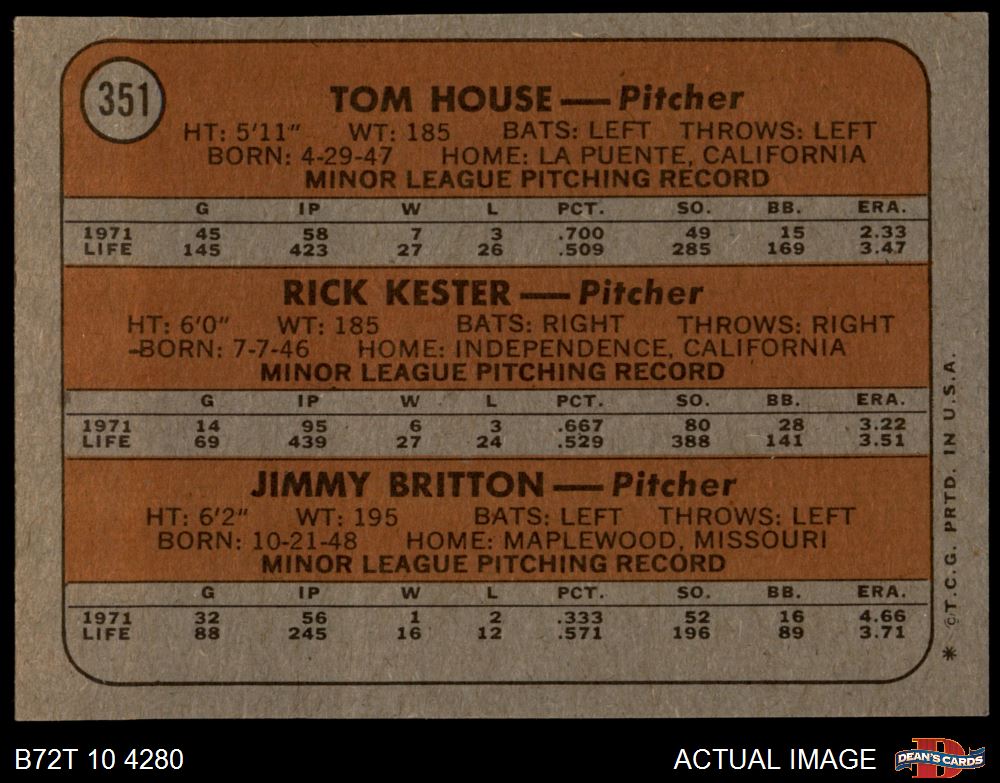 351
TOM HOUSE — Pitcher
HT: 5'11" WT: 185 BATS: LEFT THROWS: LEFT
BORN: 4-29-47 HOME: LA PUENTE, CALIFORNIA
MINOR LEAGUE PITCHING RECORD
G IP W L PCT. SO. BB. ERA.
1971 45 58 7 3 .700 49 15 2.33
LIFE 145 423 27 26 .509 285 169 3.47
RICK KESTER — Pitcher
HT: 6'0" WT: 185 BATS: RIGHT THROWS: RIGHT
BORN: 7-7-46 HOME: INDEPENDENCE, CALIFORNIA
MINOR LEAGUE PITCHING RECORD
G IP W L PCT. SO. BB. ERA.
1971 14 95 6 3 .667 80 28 3.22
LIFE 69 439 27 24 .529 388 141 3.51
JIMMY BRITTON — Pitcher
HT: 6'2" WT: 195 BATS: LEFT THROWS: LEFT
BORN: 10-21-48 HOME: MAPLEWOOD, MISSOURI
MINOR LEAGUE PITCHING RECORD
G IP W L PCT. SO. BB. ERA.
1971 32 56 1 2 .333 52 16 4.66
LIFE 88 245 16 12 .571 196 89 3.71
* ©T.C.G. PRTD. IN U.S.A.
B72T 10 4280
ACTUAL IMAGE
D
DEAN'S CARDS